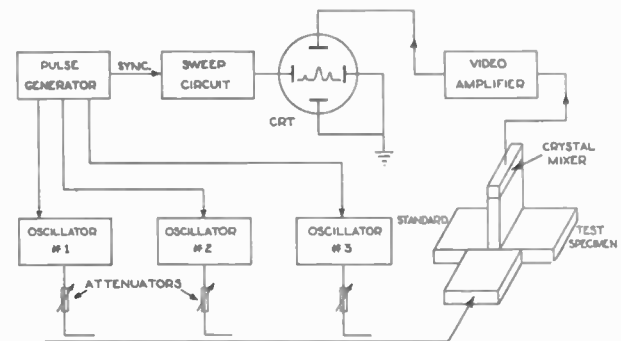 PULSE
GENERATOR
SYNC.
SWEEP
CIRCUIT
CRT
VIDEO
AMPLIFIER
CRYSTAL
MIXER
STANDARD
TEST
SPECIMEN
OSCILLATOR
#1
OSCILLATOR
#2
OSCILLATOR
#3
ATTENUATORS